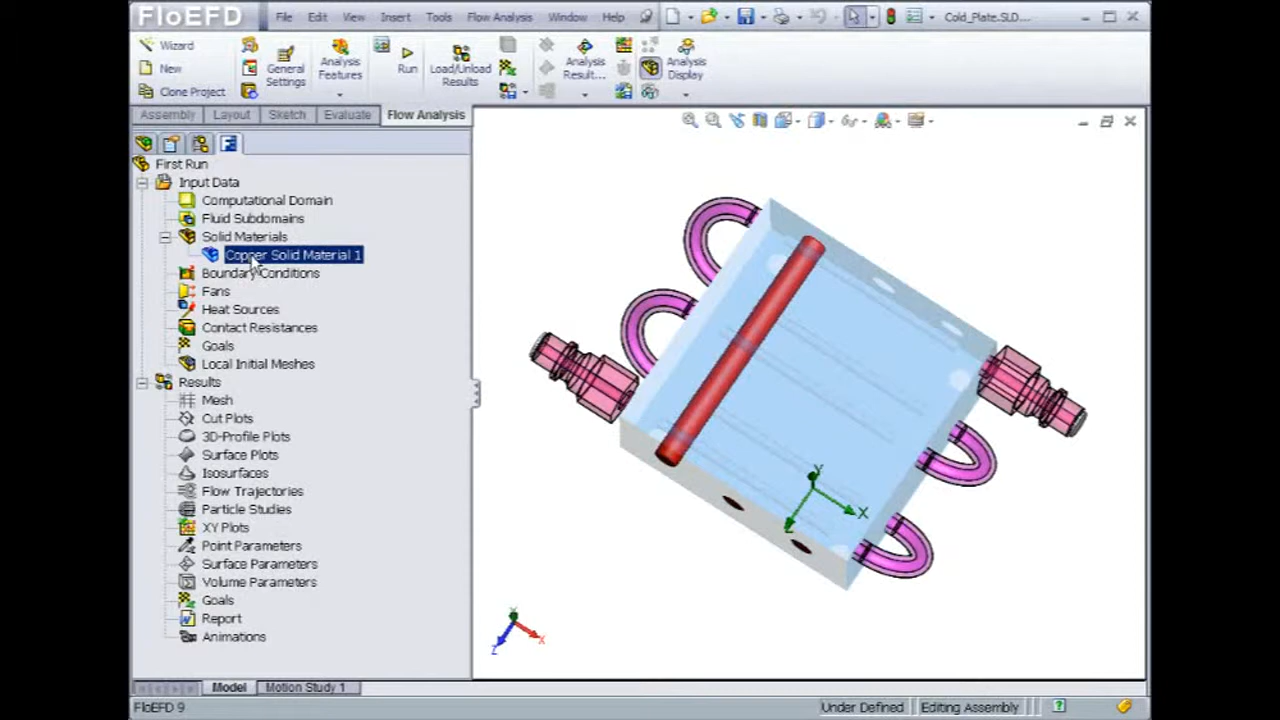 FloEFD
File Edit View Insert Tools Flow Analysis Window Help
Cold_Plate.SLD...
Wizard
New
Clone Project
General Settings
Analysis Features
Run
Load/Unload Results
Analysis Result...
Analysis Display
Assembly Layout Sketch Evaluate Flow Analysis
First Run
Input Data
Computational Domain
Fluid Subdomains
Solid Materials
Copper Solid Material 1
Boundary Conditions
Fans
Heat Sources
Contact Resistances
Goals
Local Initial Meshes
Results
Mesh
Cut Plots
3D-Profile Plots
Surface Plots
Isosurfaces
Flow Trajectories
Particle Studies
XY Plots
Point Parameters
Surface Parameters
Volume Parameters
Goals
Report
Animations
Y
X
Z
Y
X
Z
Model Motion Study 1
FloEFD 9
Under Defined Editing Assembly